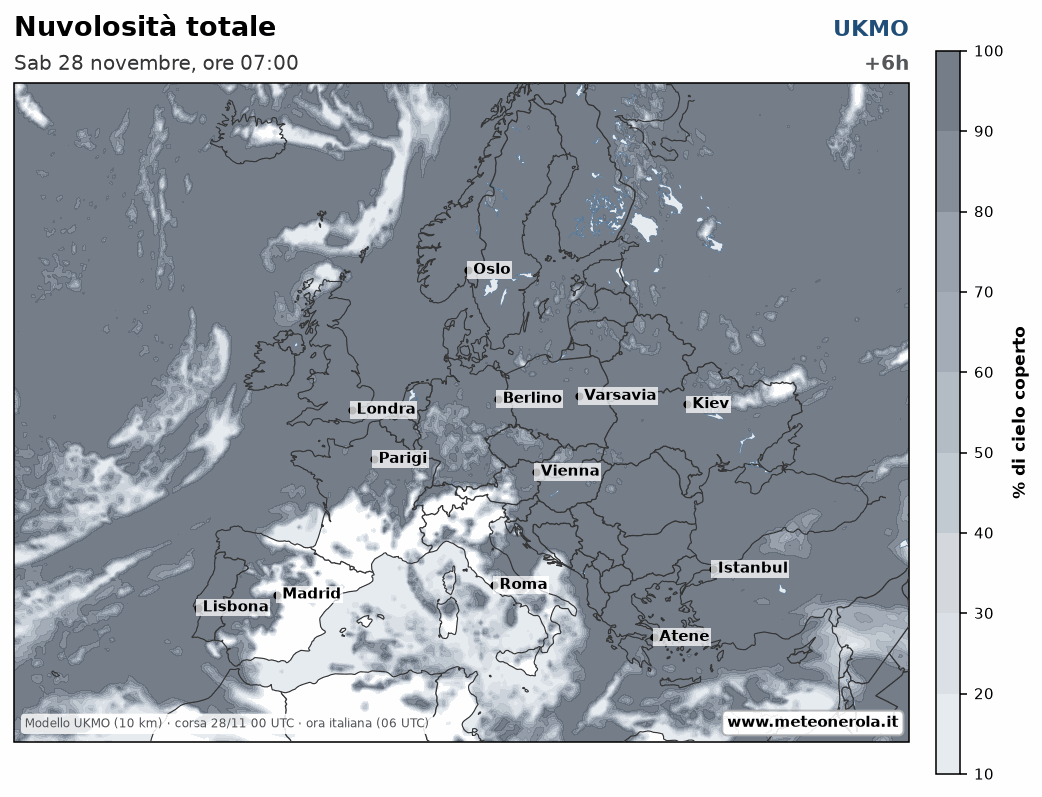 Nuvolosità totale
UKMO
Sab 28 novembre, ore 07:00
+6h
100
90
80
70
60
50
40
30
20
10
% di cielo coperto
Oslo
Londra
Berlino
Varsavia
Kiev
Parigi
Vienna
Istanbul
Madrid
Roma
Lisbona
Atene
Modello UKMO (10 km) · corsa 28/11 00 UTC · ora italiana (06 UTC)
www.meteonerola.it